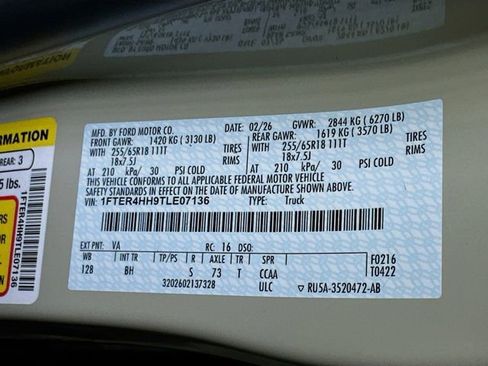 MFD. BY FORD MOTOR CO.
02/26 GVWR: 2844 KG ( 6270 LB)
FRONT GAWR: 1420 KG ( 3130 LB)
REAR GAWR: 1619 KG ( 3570 LB)
WITH 255/65R18 111T TIRES
18x7.5J RIMS
AT 210 kPa/ 30 PSI COLD
WITH 255/65R18 111T TIRES
18x7.5J RIMS
AT 210 kPa/ 30 PSI COLD
THIS VEHICLE CONFORMS TO ALL APPLICABLE FEDERAL MOTOR VEHICLE
SAFETY STANDARDS IN EFFECT ON THE DATE OF MANUFACTURE SHOWN ABOVE.
VIN: 1FTER4HH9TLE07136
TYPE: Truck
EXT PNT: VA RC: 16 DSO:
F0216
T0422
WB INT TR TP/PS R AXLE TR SPR
128 BH S 73 T CCAA
3202602137328 ULC RU5A-3520472-AB
REAR: 3
5 lbs.
1FTER4HH9TLE07136